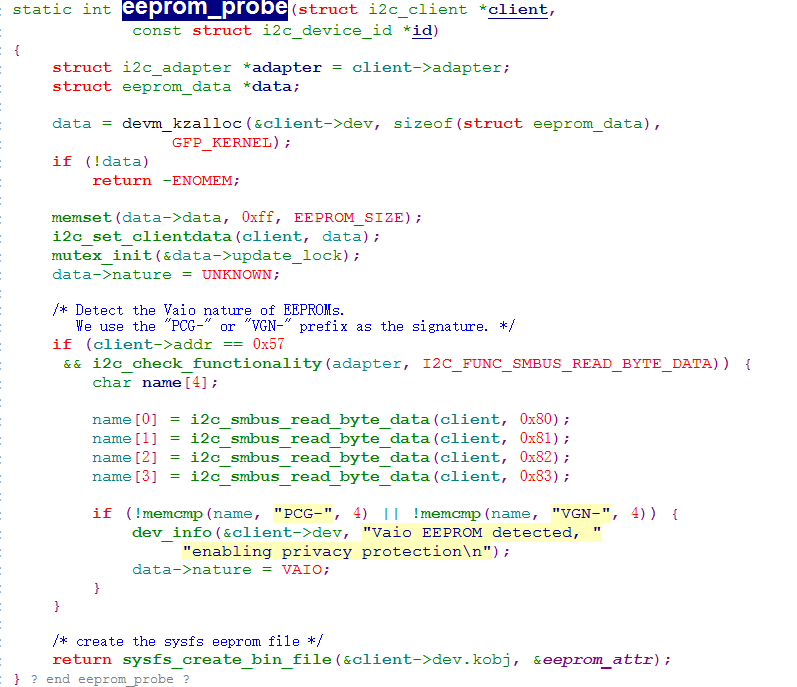 static int eeprom_probe(struct i2c_client *client,
            const struct i2c_device_id *id)
{
    struct i2c_adapter *adapter = client->adapter;
    struct eeprom_data *data;

    data = devm_kzalloc(&client->dev, sizeof(struct eeprom_data),
                GFP_KERNEL);
    if (!data)
        return -ENOMEM;

    memset(data->data, 0xff, EEPROM_SIZE);
    i2c_set_clientdata(client, data);
    mutex_init(&data->update_lock);
    data->nature = UNKNOWN;

    /* Detect the Vaio nature of EEPROMs.
       We use the "PCG-" or "VGN-" prefix as the signature. */
    if (client->addr == 0x57
     && i2c_check_functionality(adapter, I2C_FUNC_SMBUS_READ_BYTE_DATA)) {
        char name[4];

        name[0] = i2c_smbus_read_byte_data(client, 0x80);
        name[1] = i2c_smbus_read_byte_data(client, 0x81);
        name[2] = i2c_smbus_read_byte_data(client, 0x82);
        name[3] = i2c_smbus_read_byte_data(client, 0x83);

        if (!memcmp(name, "PCG-", 4) || !memcmp(name, "VGN-", 4)) {
            dev_info(&client->dev, "Vaio EEPROM detected, "
                 "enabling privacy protection\n");
            data->nature = VAIO;
        }
    }

    /* create the sysfs eeprom file */
    return sysfs_create_bin_file(&client->dev.kobj, &eeprom_attr);
} ? end eeprom_probe ?